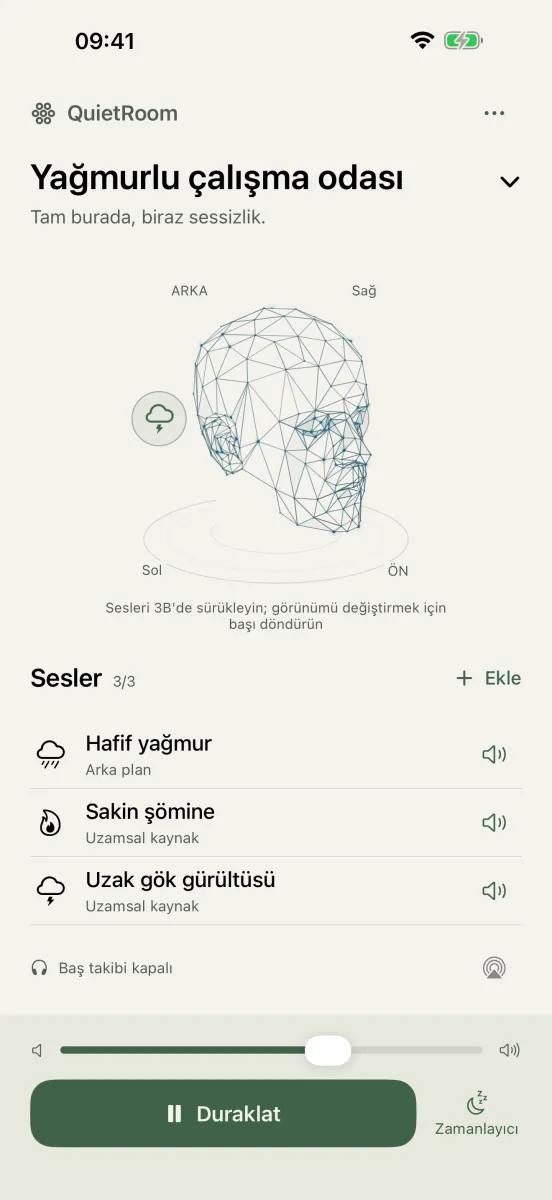 09:41
QuietRoom
Yağmurlu çalışma odası
Tam burada, biraz sessizlik.
ARKA
Sağ
Sol
ÖN
Sesleri 3B'de sürükleyin; görünümü değiştirmek için
başı döndürün
Sesler 3/3
+ Ekle
Hafif yağmur
Arka plan
Sakin şömine
Uzamsal kaynak
Uzak gök gürültüsü
Uzamsal kaynak
Baş takibi kapalı
Duraklat
Zamanlayıcı